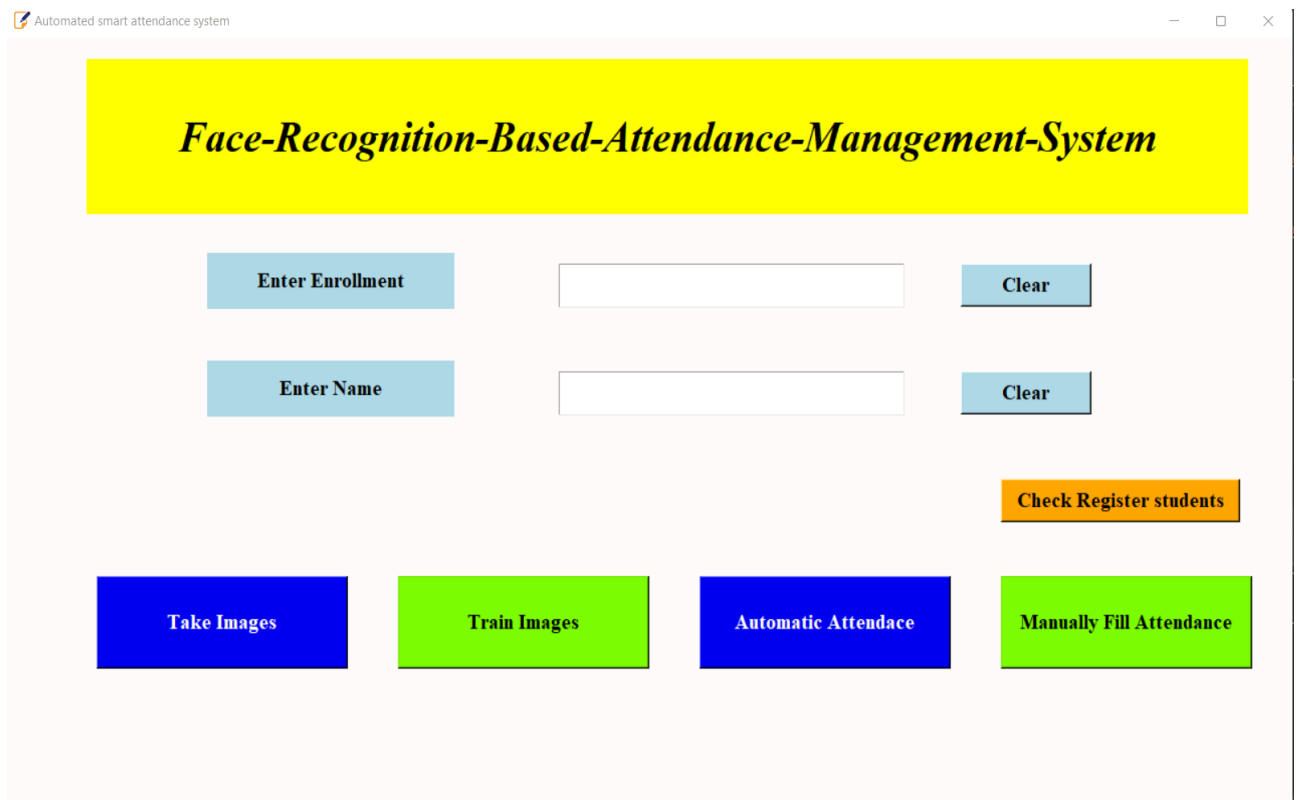 Automated smart attendance system
Face-Recognition-Based-Attendance-Management-System
Enter Enrollment
Clear
Enter Name
Clear
Check Register students
Take Images
Train Images
Automatic Attendace
Manually Fill Attendance